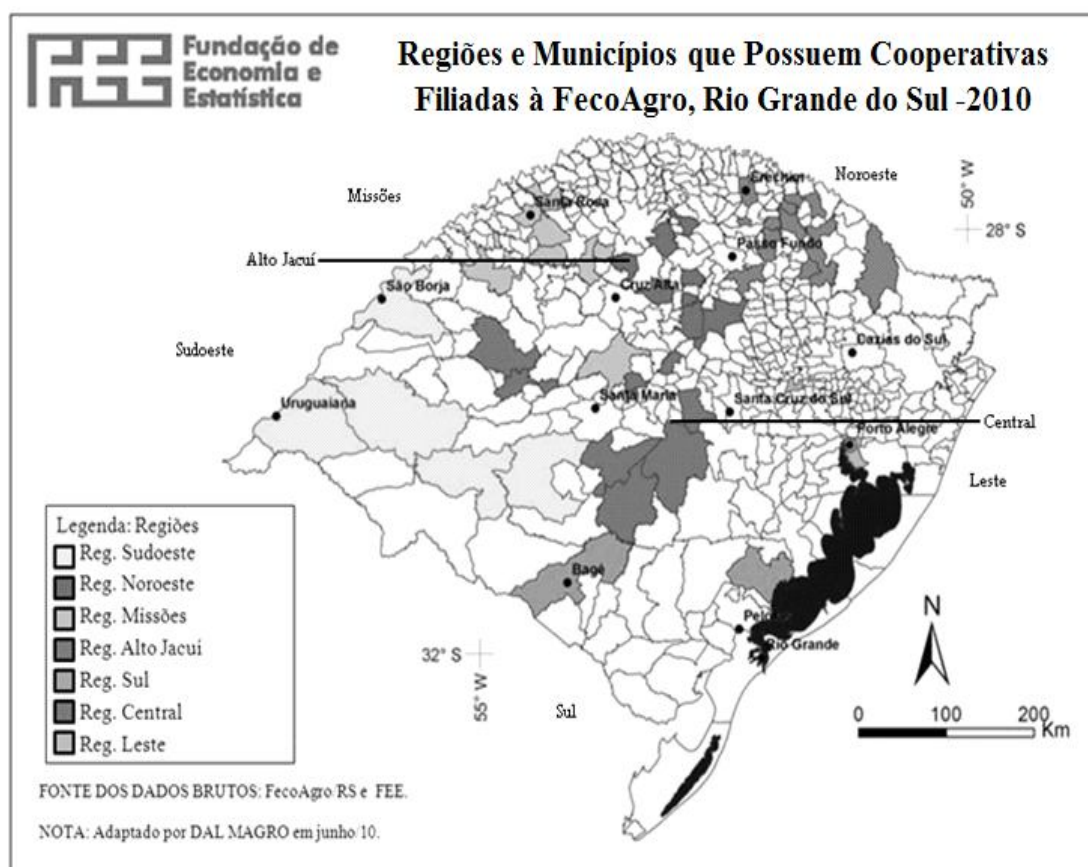 Fundação de
Economia e
Estatística
Regiões e Municípios que Possuem Cooperativas
Filiadas à FecoAgro, Rio Grande do Sul -2010
Missões
Noroeste
50° W
28° S
Erechim
Santa Rosa
Passo Fundo
Alto Jacuí
São Borja
Cruz Alta
Sudoeste
Caxias do Sul
Uruguaiana
Santa Maria
Santa Cruz do Sul
Central
Porto Alegre
Leste
Legenda: Regiões
Reg. Sudoeste
Reg. Noroeste
Reg. Missões
Reg. Alto Jacuí
Reg. Sul
Reg. Central
Reg. Leste
Bagé
Rio Grande
N
32° S
55° W
Sul
0 100 200
Km
FONTE DOS DADOS BRUTOS: FecoAgro/RS e FEE.
NOTA: Adaptado por DAL MAGRO em junho/10.